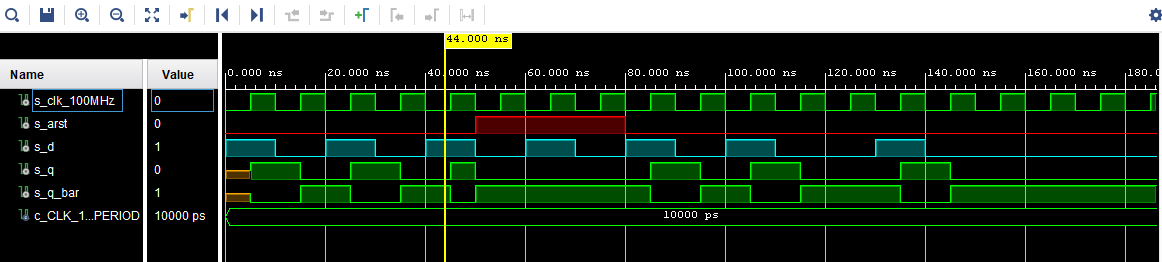 44.000 ns
Name Value
0.000 ns 20.000 ns 40.000 ns 60.000 ns 80.000 ns 100.000 ns 120.000 ns 140.000 ns 160.000 ns 180.
s_clk_100MHz 0
s_arst 0
s_d 1
s_q 0
s_q_bar 1
c_CLK_1...PERIOD 10000 ps 10000 ps